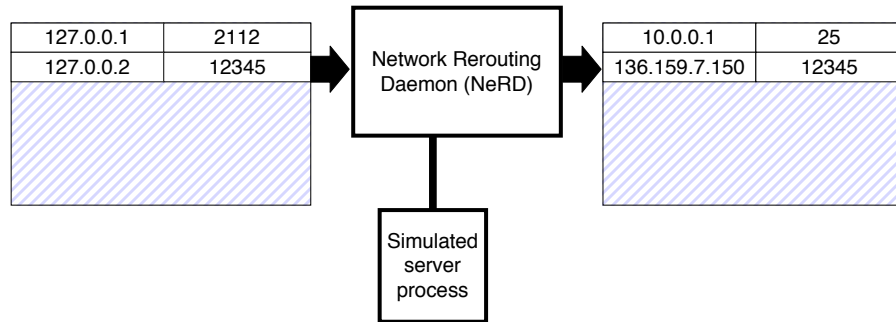 127.0.0.1 2112
127.0.0.2 12345
Network Rerouting
Daemon (NeRD)
10.0.0.1 25
136.159.7.150 12345
Simulated
server
process